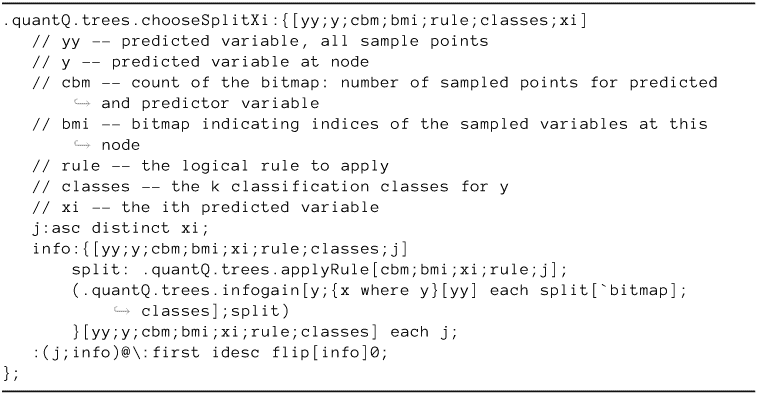 .quantQ.trees.chooseSplitXi:{[yy;y;cbm;bmi;rule;classes;xi]
// yy -- predicted variable, all sample points
// y -- predicted variable at node
// cbm -- count of the bitmap: number of sampled points for predicted
↪ and predictor variable
// bmi -- bitmap indicating indices of the sampled variables at this
↪ node
// rule -- the logical rule to apply
// classes -- the k classification classes for y
// xi -- the ith predicted variable
j:asc distinct xi;
info:{[yy;y;cbm;bmi;xi;rule;classes;j]
split: .quantQ.trees.applyRule[cbm;bmi;xi;rule;j];
(.quantQ.trees.infogain[y;{x where y}[yy] each split[`bitmap];
↪ classes];split)
}[yy;y;cbm;bmi;xi;rule;classes] each j;
:(j;info)@\:first idesc flip[info]0;
};